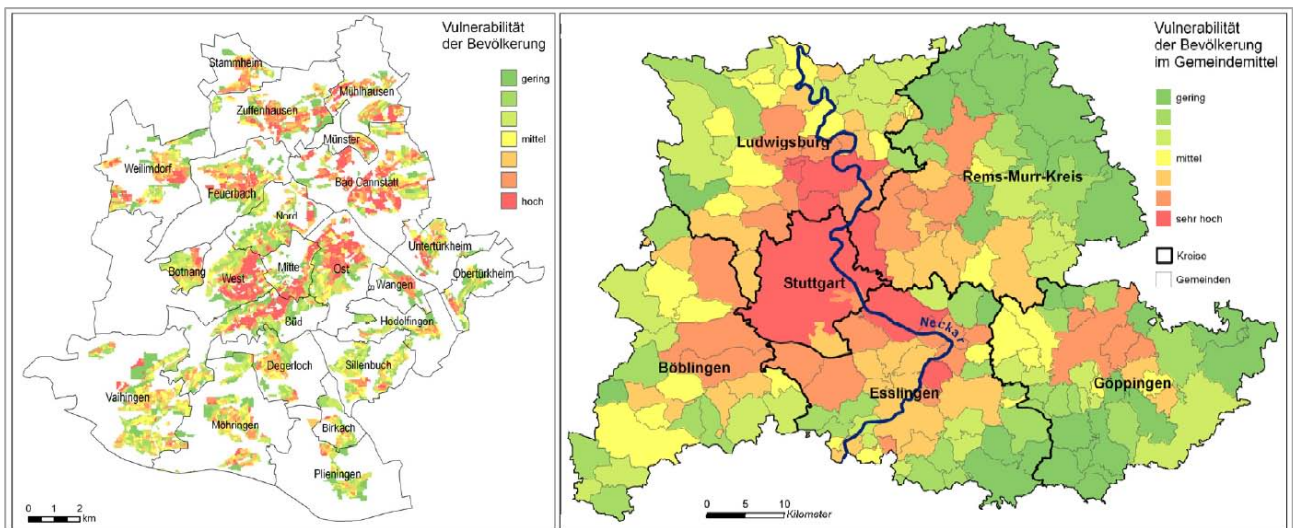 Vulnerabilität
der Bevölkerung
gering
mittel
hoch
Stammheim
Mühlhausen
Zuffenhausen
Münster
Weilimdorf
Feuerbach
Bad Cannstatt
Nord
Untertürkheim
Botnang
West
Mitte
Ost
Obertürkheim
Wangen
Süd
Hedelfingen
Degerloch
Sillenbuch
Vaihingen
Möhringen
Birkach
Plieningen
0 1 2
km
Vulnerabilität
der Bevölkerung
im Gemeindemittel
gering
mittel
sehr hoch
Kreise
Gemeinden
Ludwigsburg
Rems-Murr-Kreis
Stuttgart
Neckar
Böblingen
Esslingen
Göppingen
0 5 10
Kilometer